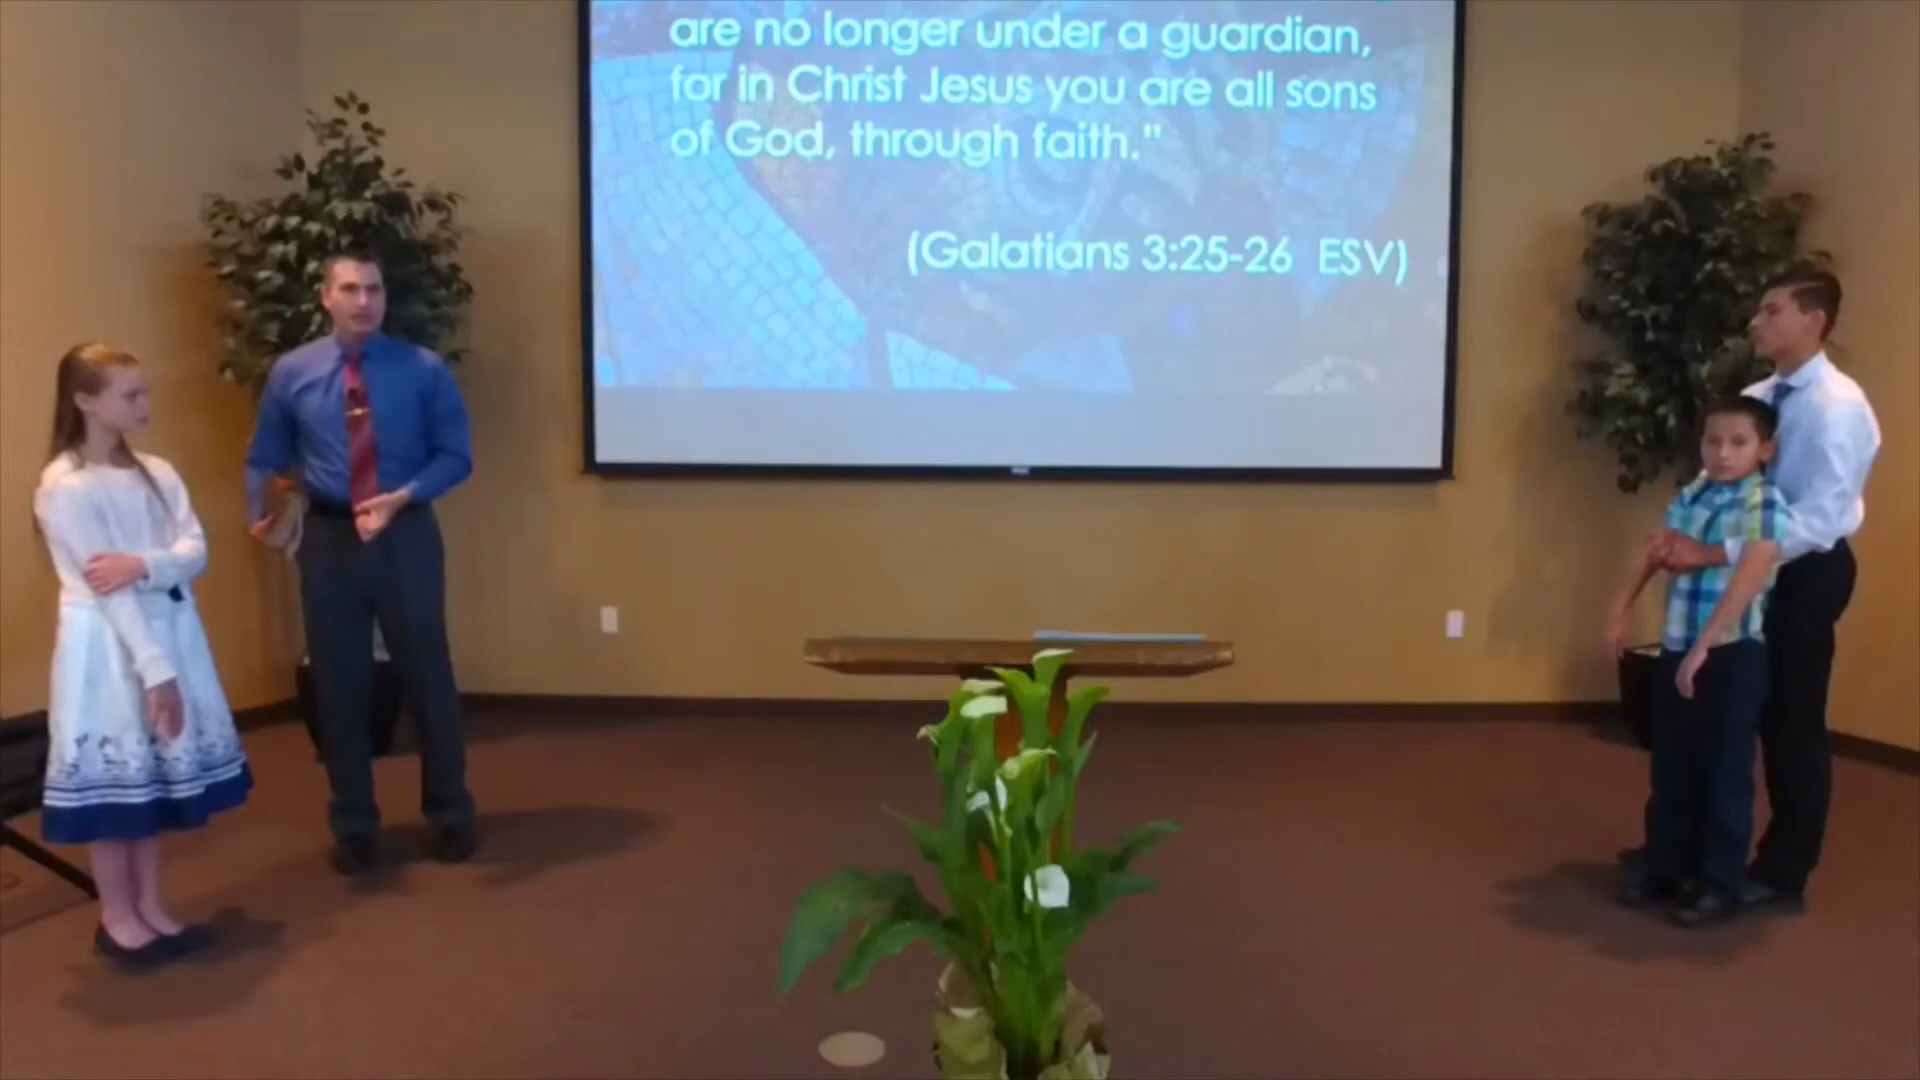 are no longer under a guardian,
for in Christ Jesus you are all sons
of God, through faith."
(Galatians 3:25-26 ESV)